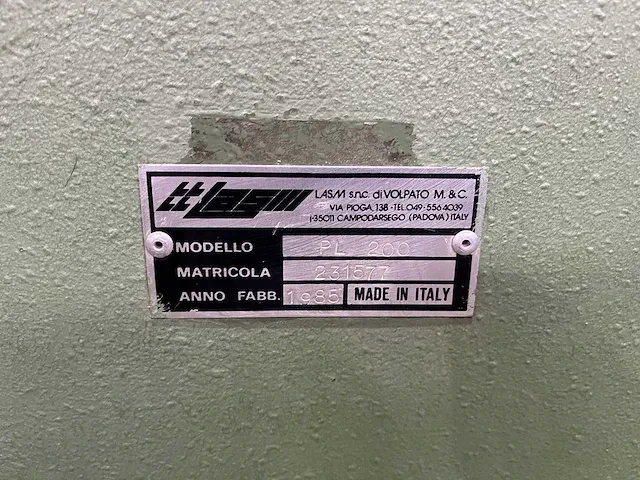 Lasm LASM s.n.c. di VOLPATO M. & C.
VIA PIOGA, 138 - TEL. 049-5564039
I-35011 CAMPODARSEGO (PADOVA) ITALY
MODELLO PL 200
MATRICOLA 231577
ANNO FABB. 1985 MADE IN ITALY